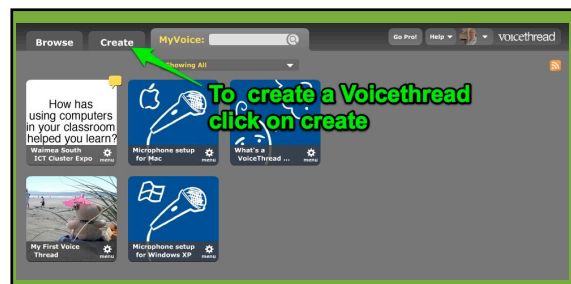 Browse
Create
MyVoice:
Go Pro!
Help
voicethread
Showing All
To create a Voicethread
click on create
How has
using computers
in your classroom
helped you learn?
Waimea South
ICT Cluster Expo
menu
Microphone setup
for Mac
menu
What's a
VoiceThread ...
menu
My First Voice
Thread
menu
Microphone setup
for Windows XP
menu